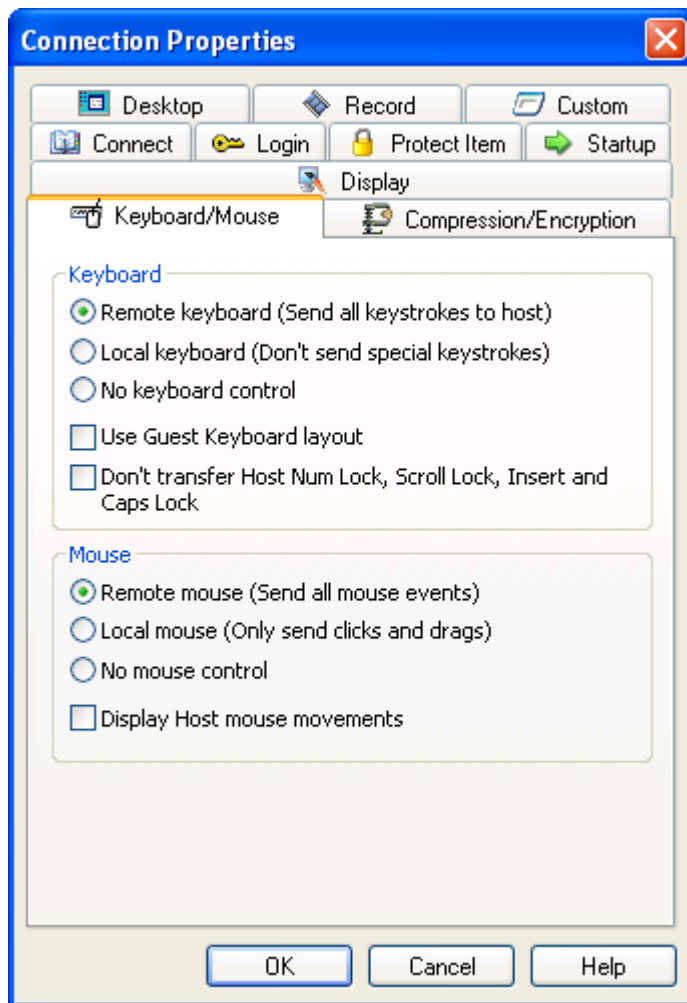 Connection Properties
Desktop
Record
Custom
Connect
Login
Protect Item
Startup
Display
Keyboard/Mouse
Compression/Encryption
Keyboard
Remote keyboard (Send all keystrokes to host)
Local keyboard (Don't send special keystrokes)
No keyboard control
Use Guest Keyboard layout
Don't transfer Host Num Lock, Scroll Lock, Insert and
Caps Lock
Mouse
Remote mouse (Send all mouse events)
Local mouse (Only send clicks and drags)
No mouse control
Display Host mouse movements
OK
Cancel
Help